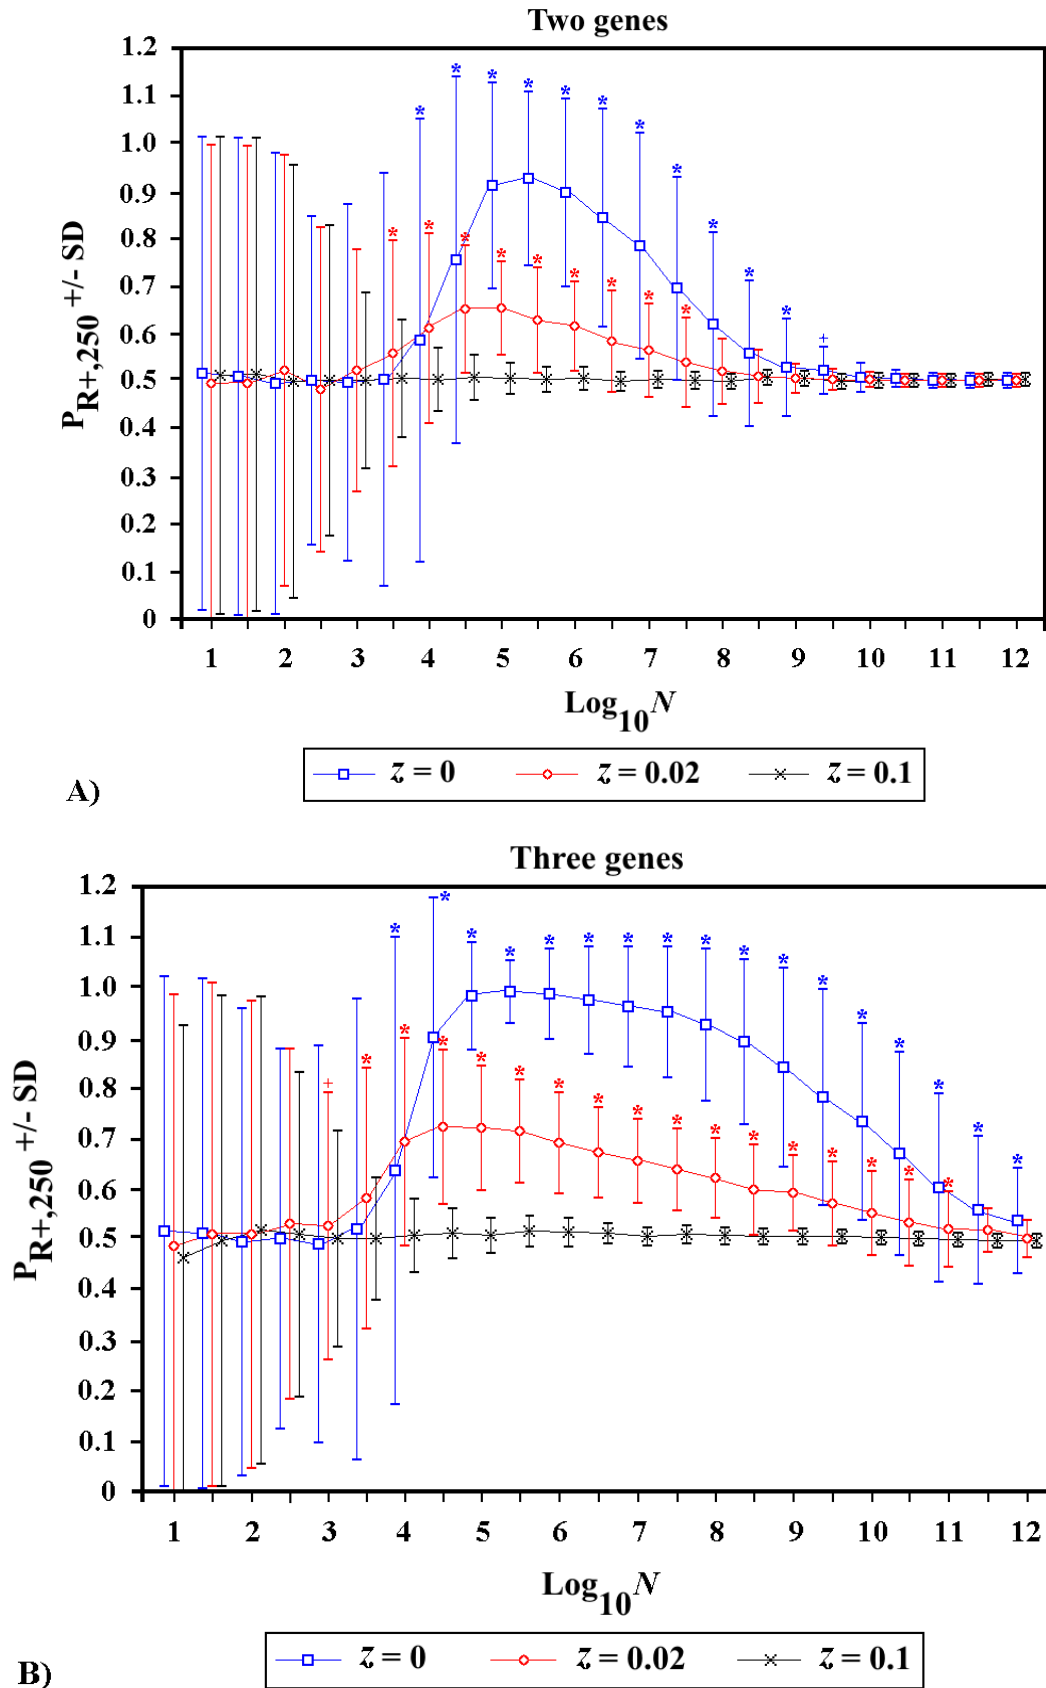 Two genes
1.2
1.1
1.0
0.9
0.8
0.7
0.6
0.5
0.4
0.3
0.2
0.1
0
P_R+,250 +/- SD
1 2 3 4 5 6 7 8 9 10 11 12
Log10N
z = 0 z = 0.02 z = 0.1
A)
Three genes
1.2
1.1
1.0
0.9
0.8
0.7
0.6
0.5
0.4
0.3
0.2
0.1
0
P_R+,250 +/- SD
1 2 3 4 5 6 7 8 9 10 11 12
Log10N
z = 0 z = 0.02 z = 0.1
B)